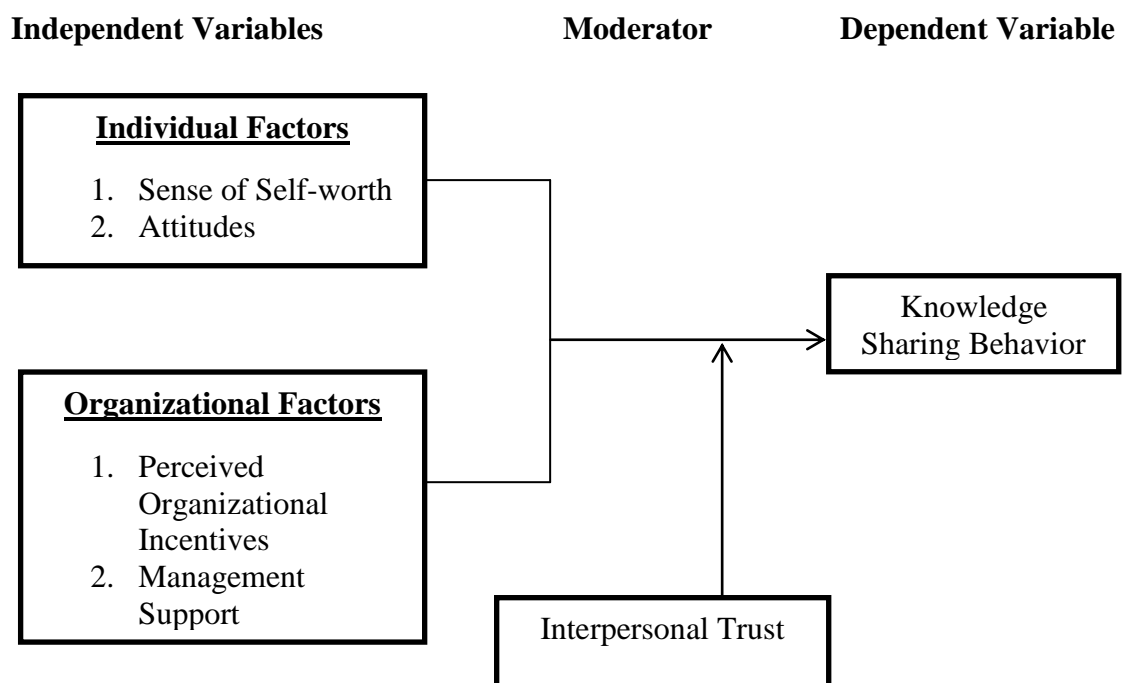 Independent Variables Moderator Dependent Variable
Individual Factors
1. Sense of Self-worth
2. Attitudes
Knowledge
Sharing Behavior
Organizational Factors
1. Perceived
Organizational
Incentives
2. Management
Support
Interpersonal Trust